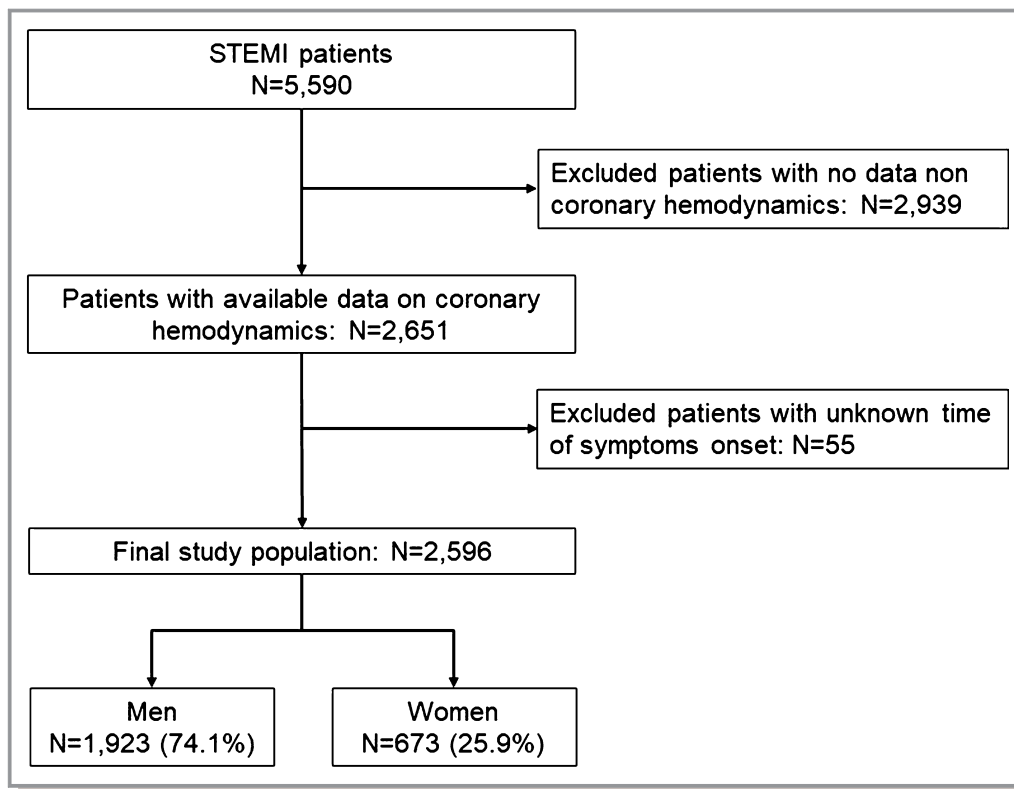 STEMI patients
N=5,590
Excluded patients with no data non
coronary hemodynamics: N=2,939
Patients with available data on coronary
hemodynamics: N=2,651
Excluded patients with unknown time
of symptoms onset: N=55
Final study population: N=2,596
Men
N=1,923 (74.1%)
Women
N=673 (25.9%)